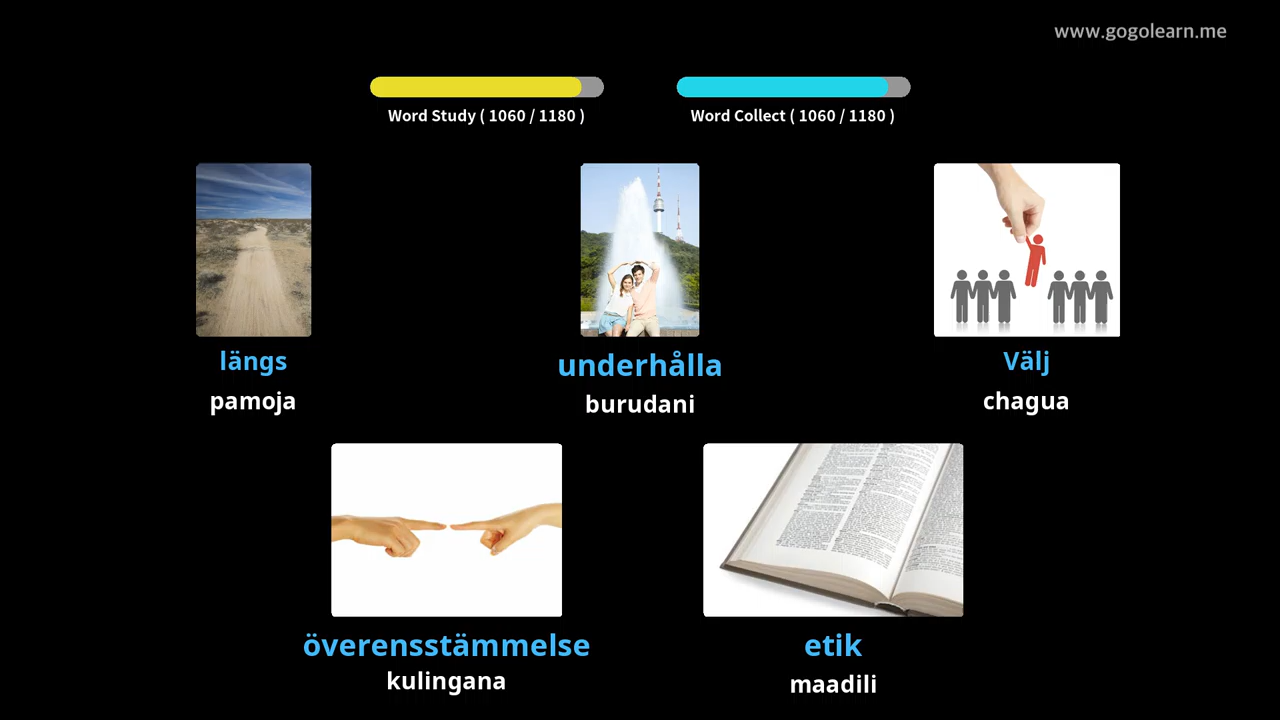 www.gogolearn.me
Word Study ( 1060 / 1180 )
Word Collect ( 1060 / 1180 )
längs
pamoja
underhålla
burudani
Välj
chagua
överensstämmelse
kulingana
etik
maadili